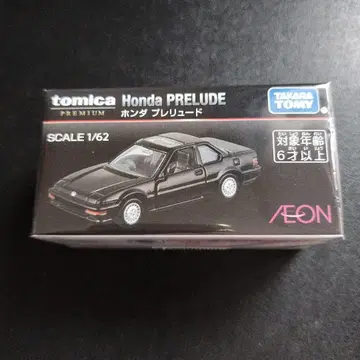 tomica
PREMIUM
Honda PRELUDE
ホンダ プレリュード
TAKARA
TOMY
SCALE 1/62
対象年齢
6才以上
ÆON